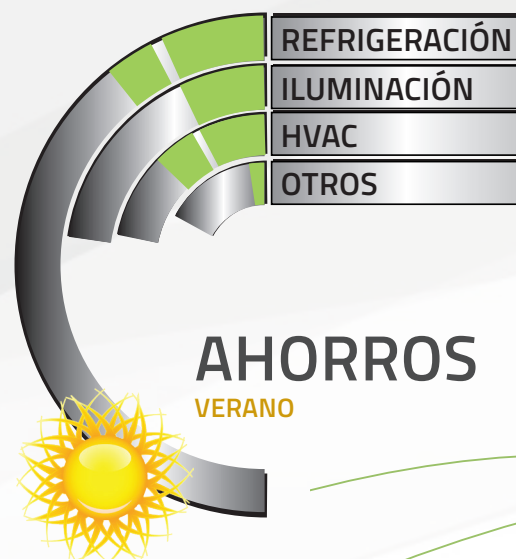 REFRIGERACIÓN
ILUMINACIÓN
HVAC
OTROS
AHORROS
VERANO